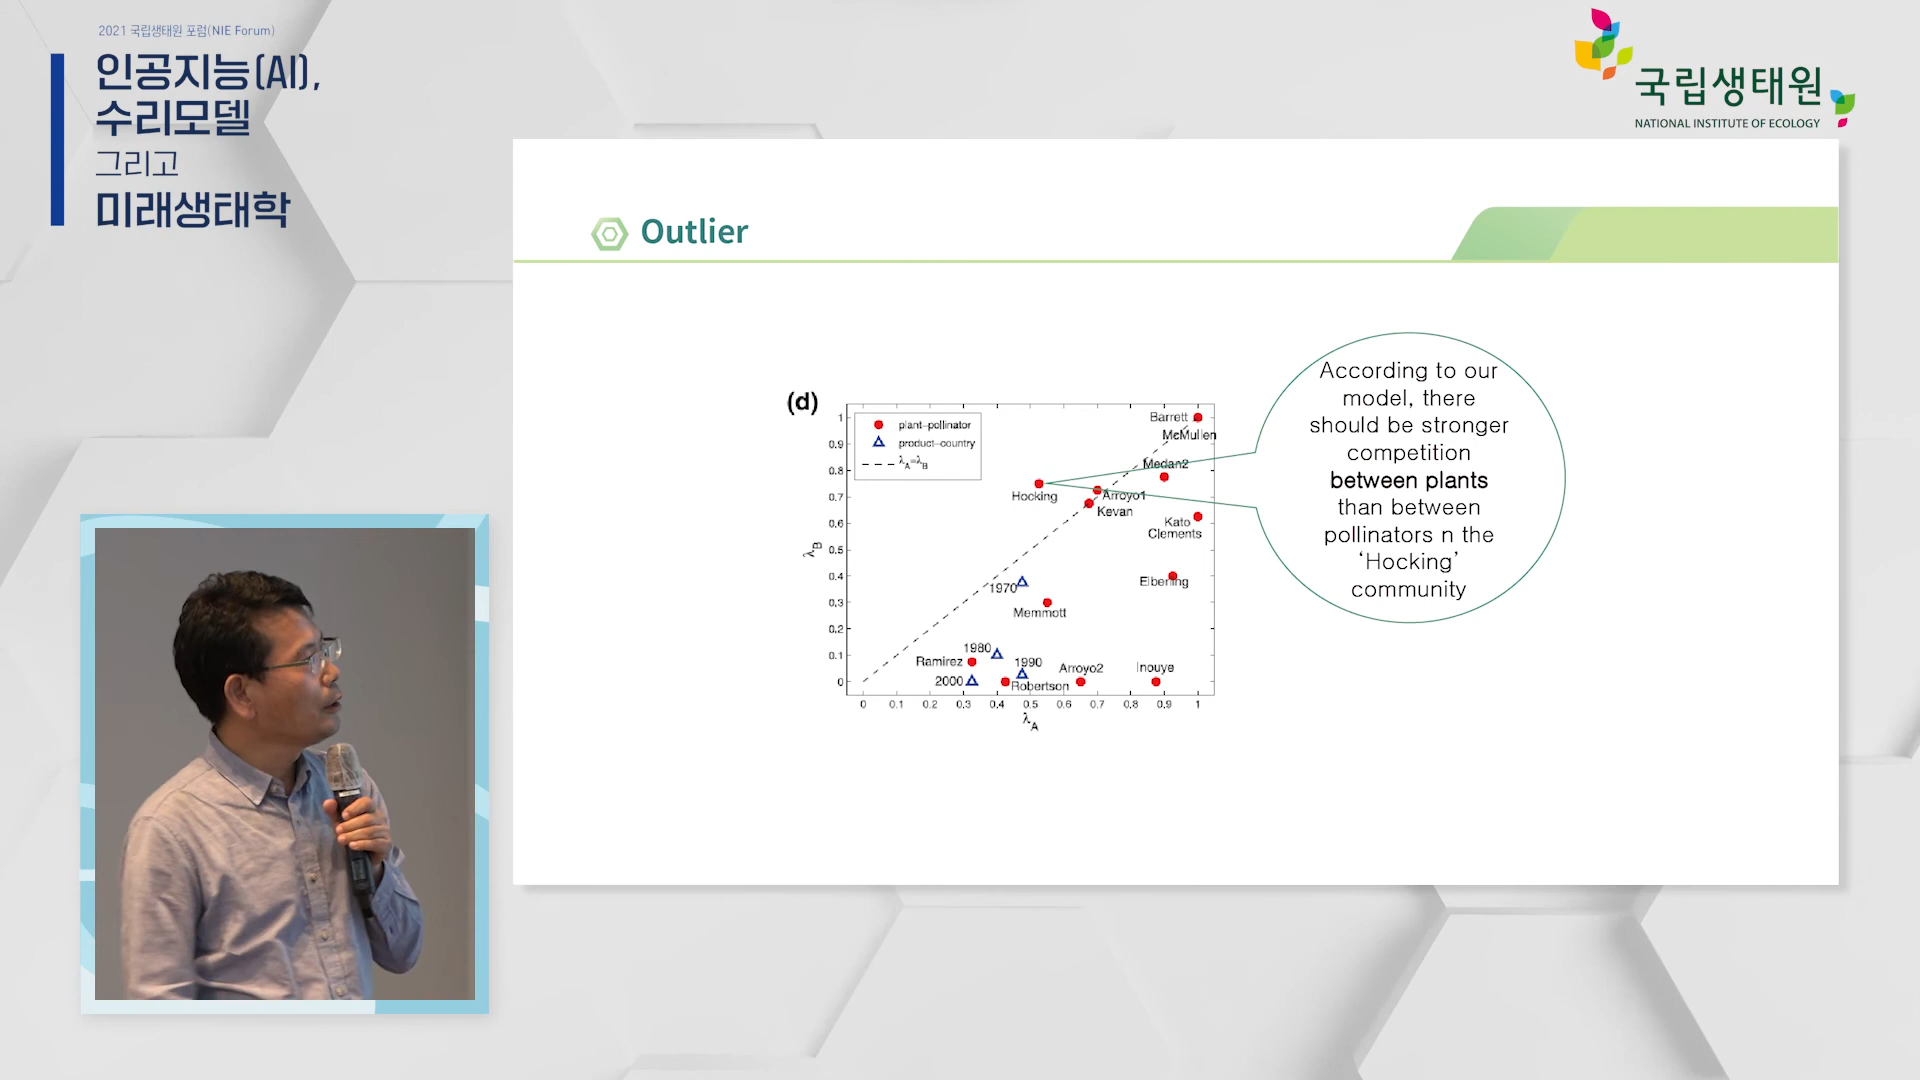 2021 국립생태원 포럼(NIE Forum)
인공지능(AI),
수리모델
그리고
미래생태학
국립생태원
NATIONAL INSTITUTE OF ECOLOGY
Outlier
(d)
plant-pollinator
product-country
λA=λB
Barrett
McMullen
Medan2
Hocking
Arroyo1
Kevan
Kato
Clements
Elberling
1970
Memmott
1980
Ramirez
1990
Arroyo2
Inouye
2000
Robertson
1
0.9
0.8
0.7
0.6
0.5
0.4
0.3
0.2
0.1
0
λB
0 0.1 0.2 0.3 0.4 0.5 0.6 0.7 0.8 0.9 1
λA
According to our
model, there
should be stronger
competition
between plants
than between
pollinators n the
‘Hocking’
community